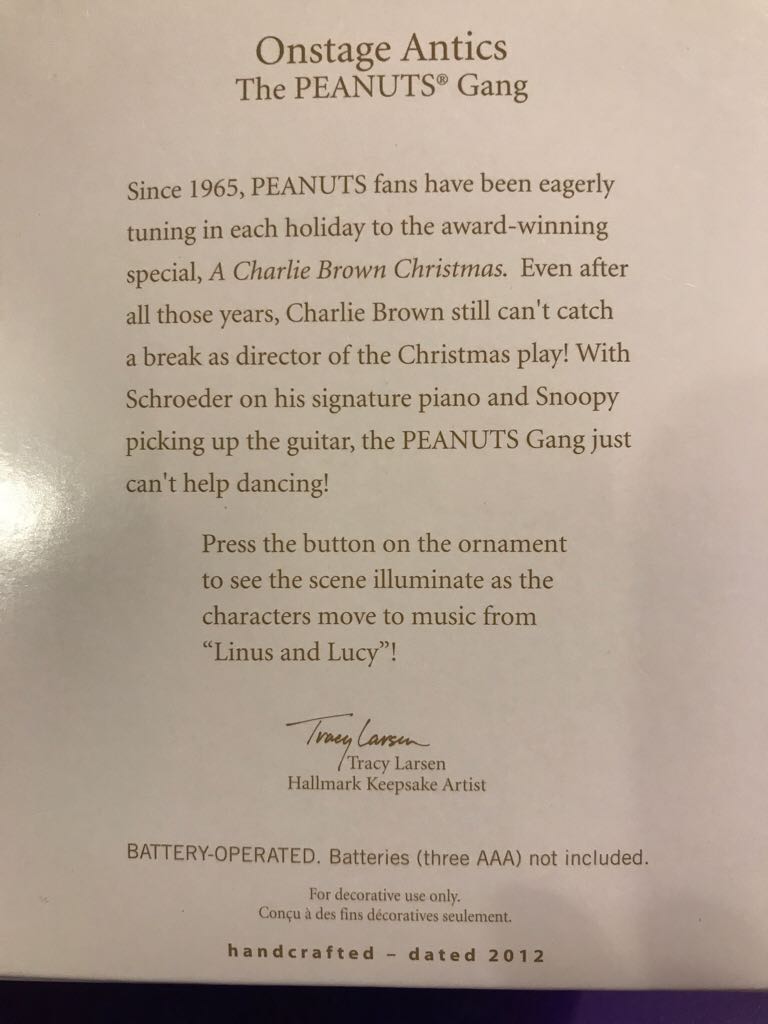 Onstage Antics
The PEANUTS® Gang
Since 1965, PEANUTS fans have been eagerly
tuning in each holiday to the award-winning
special, A Charlie Brown Christmas. Even after
all those years, Charlie Brown still can't catch
a break as director of the Christmas play! With
Schroeder on his signature piano and Snoopy
picking up the guitar, the PEANUTS Gang just
can't help dancing!
Press the button on the ornament
to see the scene illuminate as the
characters move to music from
“Linus and Lucy”!
Tracy Larsen
Tracy Larsen
Hallmark Keepsake Artist
BATTERY-OPERATED. Batteries (three AAA) not included.
For decorative use only.
Conçu à des fins décoratives seulement.
handcrafted – dated 2012